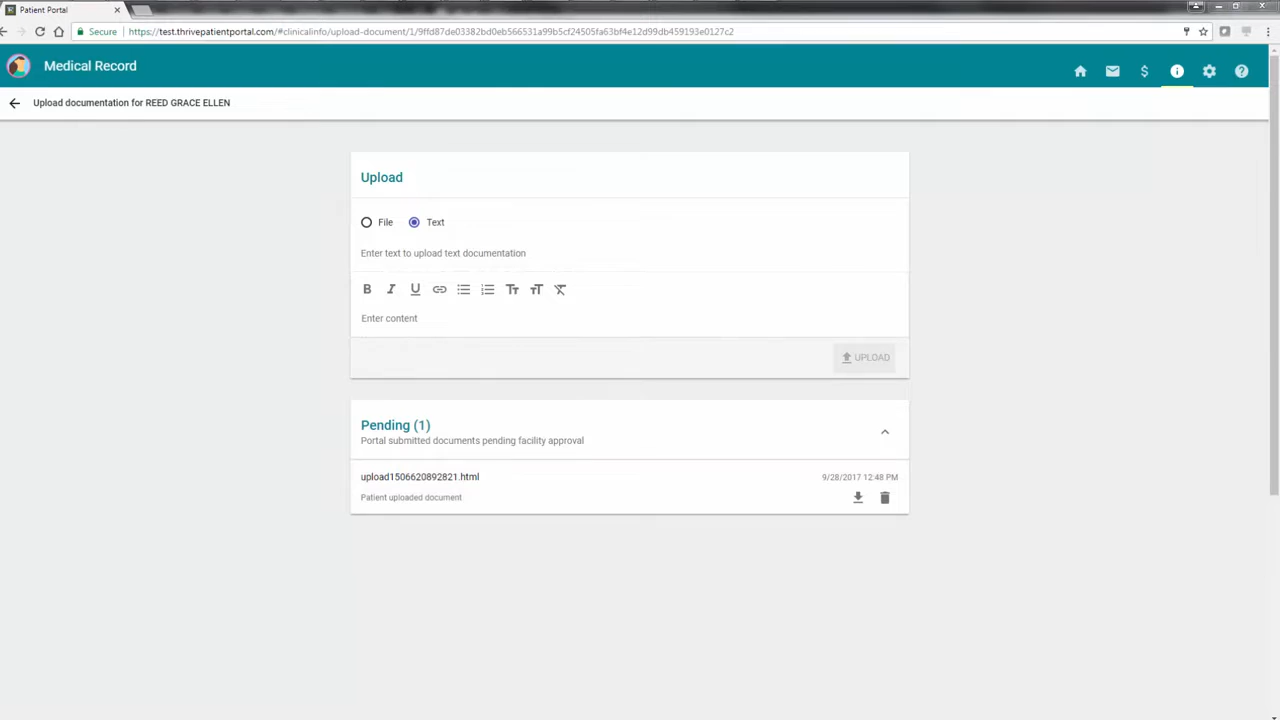 Patient Portal
Secure https://test.thrivepatientportal.com/#clinicalinfo/upload-document/1/9ffd87de03382bd0eb566531a99b5cf24505fa63bf4e12d99db459193e0127c2
Medical Record
Upload documentation for REED GRACE ELLEN
Upload
File Text
Enter text to upload text documentation
Enter content
UPLOAD
Pending (1)
Portal submitted documents pending facility approval
upload1506620892821.html 9/28/2017 12:48 PM
Patient uploaded document